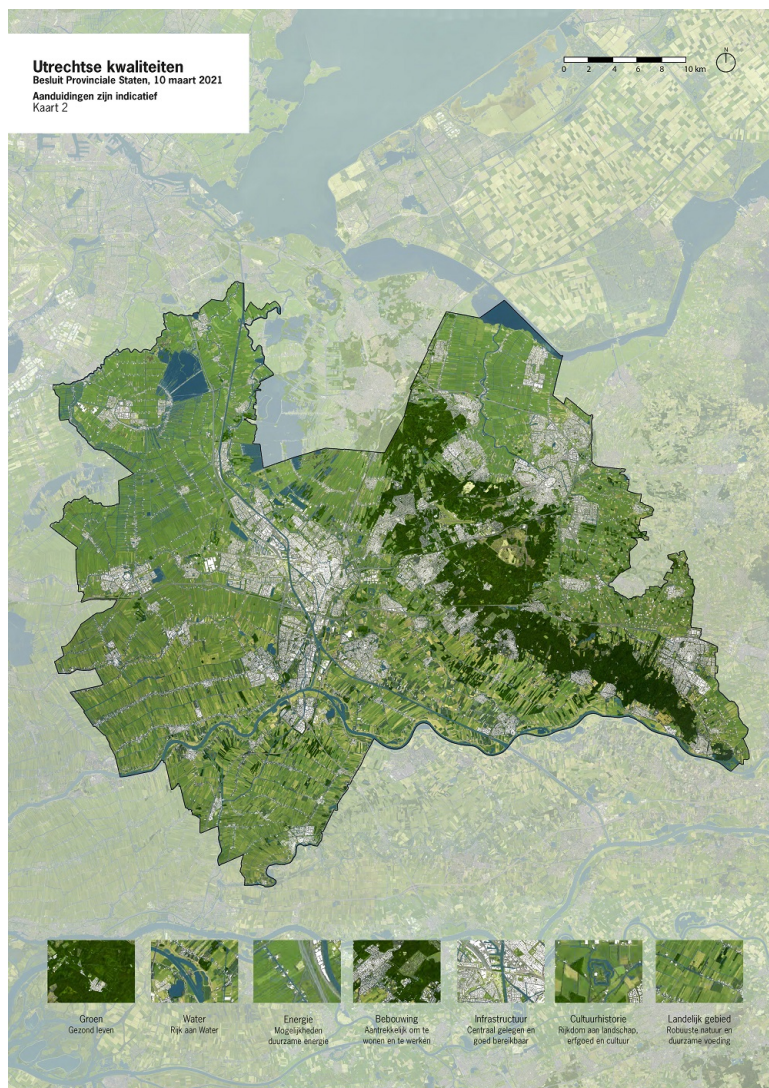 Utrechtse kwaliteiten
Besluit Provinciale Staten, 10 maart 2021
Aanduidingen zijn indicatief
Kaart 2
N
0 2 4 6 8 10 km
Groen
Gezond leven
Water
Rijk aan Water
Energie
Mogelijkheden
duurzame energie
Bebouwing
Aantrekkelijk om te
wonen en te werken
Infrastructuur
Centraal gelegen en
goed bereikbaar
Cultuurhistorie
Rijkdom aan landschap,
erfgoed en cultuur
Landelijk gebied
Robuuste natuur en
duurzame voeding